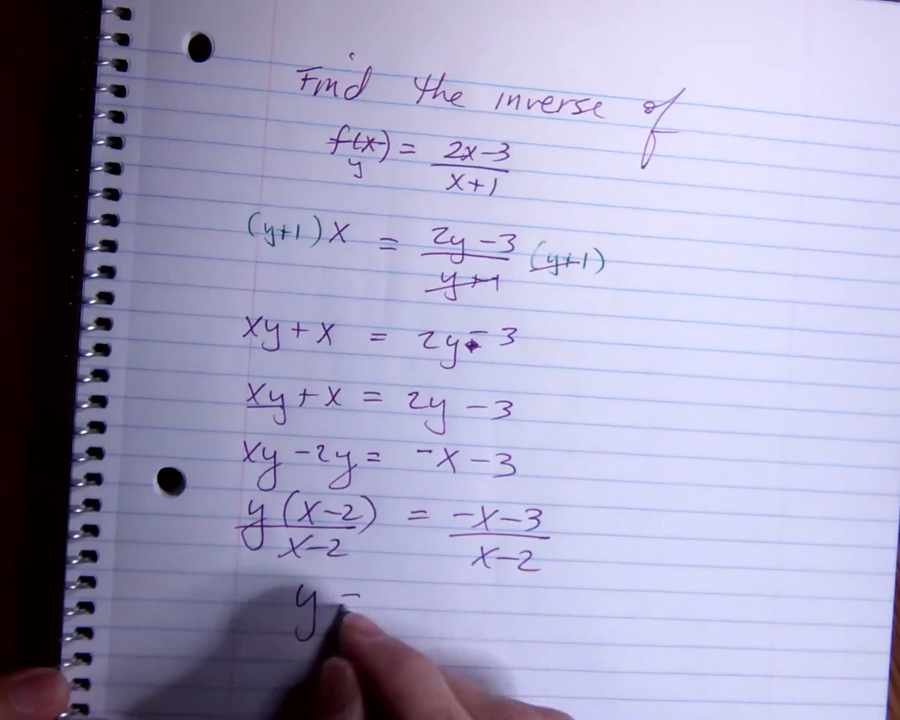 Find the inverse of
f(x) = 2x-3
y x+1
(y+1) x = 2y-3 (y+1)
y+1
xy + x = 2y - 3
xy + x = 2y - 3
xy - 2y = -x - 3
y (x-2) = -x-3
x-2 x-2
y =